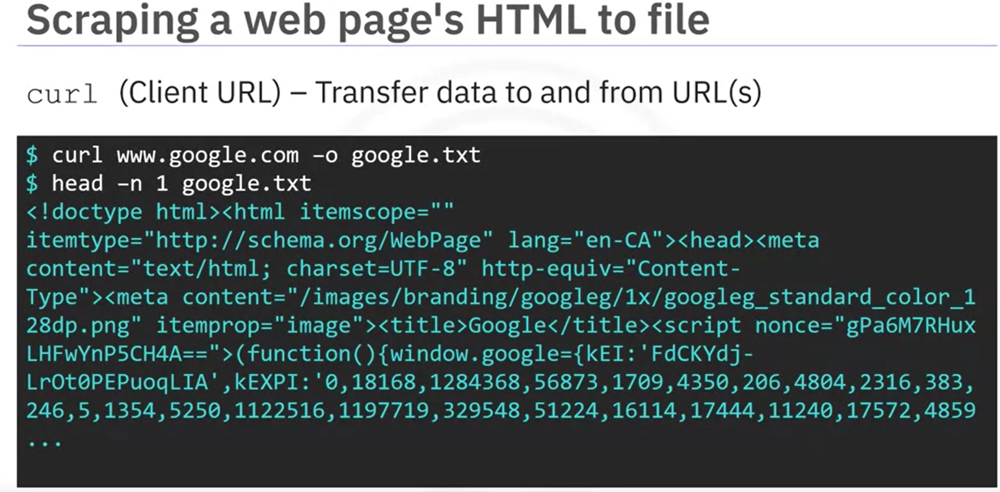 Scraping a web page's HTML to file
curl (Client URL) – Transfer data to and from URL(s)
$ curl www.google.com –o google.txt
$ head –n 1 google.txt
<!doctype html><html itemscope=""
itemtype="http://schema.org/WebPage" lang="en-CA"><head><meta
content="text/html; charset=UTF-8" http-equiv="Content-
Type"><meta content="/images/branding/googleg/1x/googleg_standard_color_1
28dp.png" itemprop="image"><title>Google</title><script nonce="gPa6M7RHux
LHFwYnP5CH4A==">(function(){window.google={kEI:'FdCKYdj-
LrOt0PEPuoqLIA',kEXPI:'0,18168,1284368,56873,1709,4350,206,4804,2316,383,
246,5,1354,5250,1122516,1197719,329548,51224,16114,17444,11240,17572,4859
...